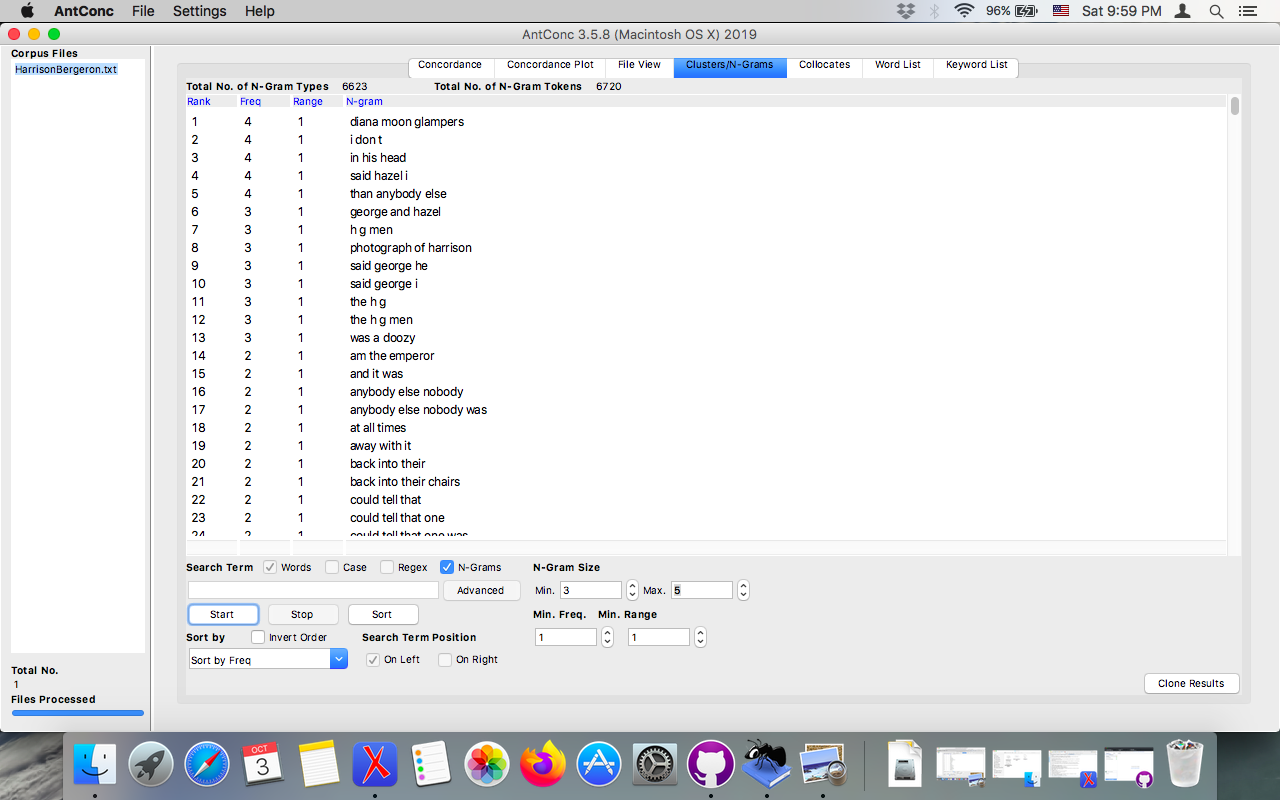 AntConc File Settings Help 96% Sat 9:59 PM
AntConc 3.5.8 (Macintosh OS X) 2019
Corpus Files
HarrisonBergeron.txt
Concordance Concordance Plot File View Clusters/N-Grams Collocates Word List Keyword List
Total No. of N-Gram Types 6623 Total No. of N-Gram Tokens 6720
Rank Freq Range N-gram
1 4 1 diana moon glampers
2 4 1 i don t
3 4 1 in his head
4 4 1 said hazel i
5 4 1 than anybody else
6 3 1 george and hazel
7 3 1 h g men
8 3 1 photograph of harrison
9 3 1 said george he
10 3 1 said george i
11 3 1 the h g
12 3 1 the h g men
13 3 1 was a doozy
14 2 1 am the emperor
15 2 1 and it was
16 2 1 anybody else nobody
17 2 1 anybody else nobody was
18 2 1 at all times
19 2 1 away with it
20 2 1 back into their
21 2 1 back into their chairs
22 2 1 could tell that
23 2 1 could tell that one
24 2 1 could tell that one was
Search Term Words Case Regex N-Grams N-Gram Size
Advanced Min. 3 Max. 5
Start Stop Sort Min. Freq. Min. Range
Sort by Invert Order Search Term Position 1 1
Sort by Freq On Left On Right
Total No.
1
Files Processed
Clone Results
OCT
3